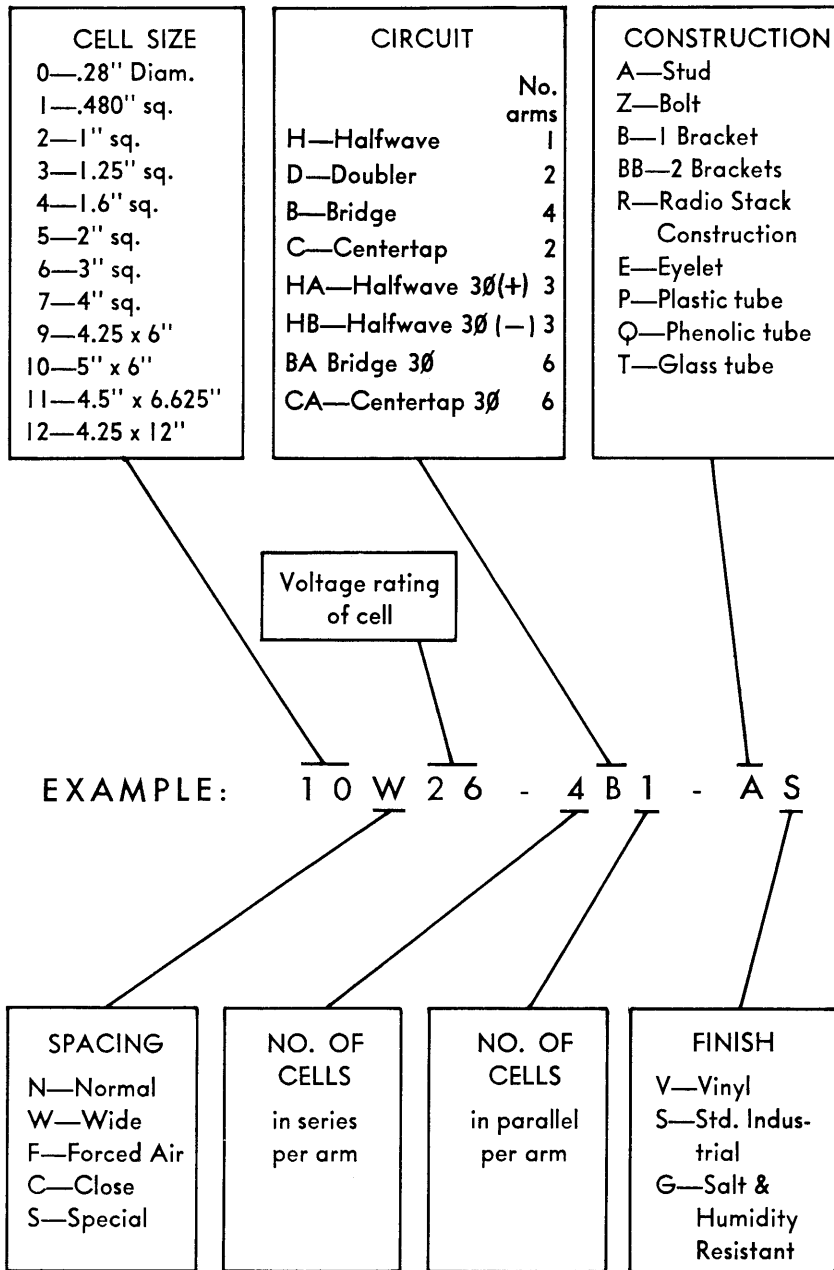 CELL SIZE
0—.28" Diam.
1—.480" sq.
2—1" sq.
3—1.25" sq.
4—1.6" sq.
5—2" sq.
6—3" sq.
7—4" sq.
9—4.25 x 6"
10—5" x 6"
11—4.5" x 6.625"
12—4.25 x 12"
CIRCUIT
No.
arms
H—Halfwave 1
D—Doubler 2
B—Bridge 4
C—Centertap 2
HA—Halfwave 3Ø(+) 3
HB—Halfwave 3Ø (—) 3
BA Bridge 3Ø 6
CA—Centertap 3Ø 6
CONSTRUCTION
A—Stud
Z—Bolt
B—1 Bracket
BB—2 Brackets
R—Radio Stack
Construction
E—Eyelet
P—Plastic tube
Q—Phenolic tube
T—Glass tube
Voltage rating
of cell
EXAMPLE: 10 W 26 - 4 B 1 - A S
SPACING
N—Normal
W—Wide
F—Forced Air
C—Close
S—Special
NO. OF
CELLS
in series
per arm
NO. OF
CELLS
in parallel
per arm
FINISH
V—Vinyl
S—Std. Indus-
trial
G—Salt &
Humidity
Resistant